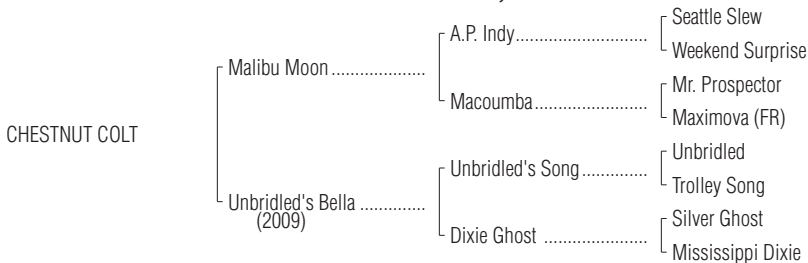 Seattle Slew
A.P. Indy
Weekend Surprise
Malibu Moon
Mr. Prospector
Macoumba
Maximova (FR)
CHESTNUT COLT
Unbridled
Unbridled's Song
Trolley Song
Unbridled's Bella
(2009)
Silver Ghost
Dixie Ghost
Mississippi Dixie